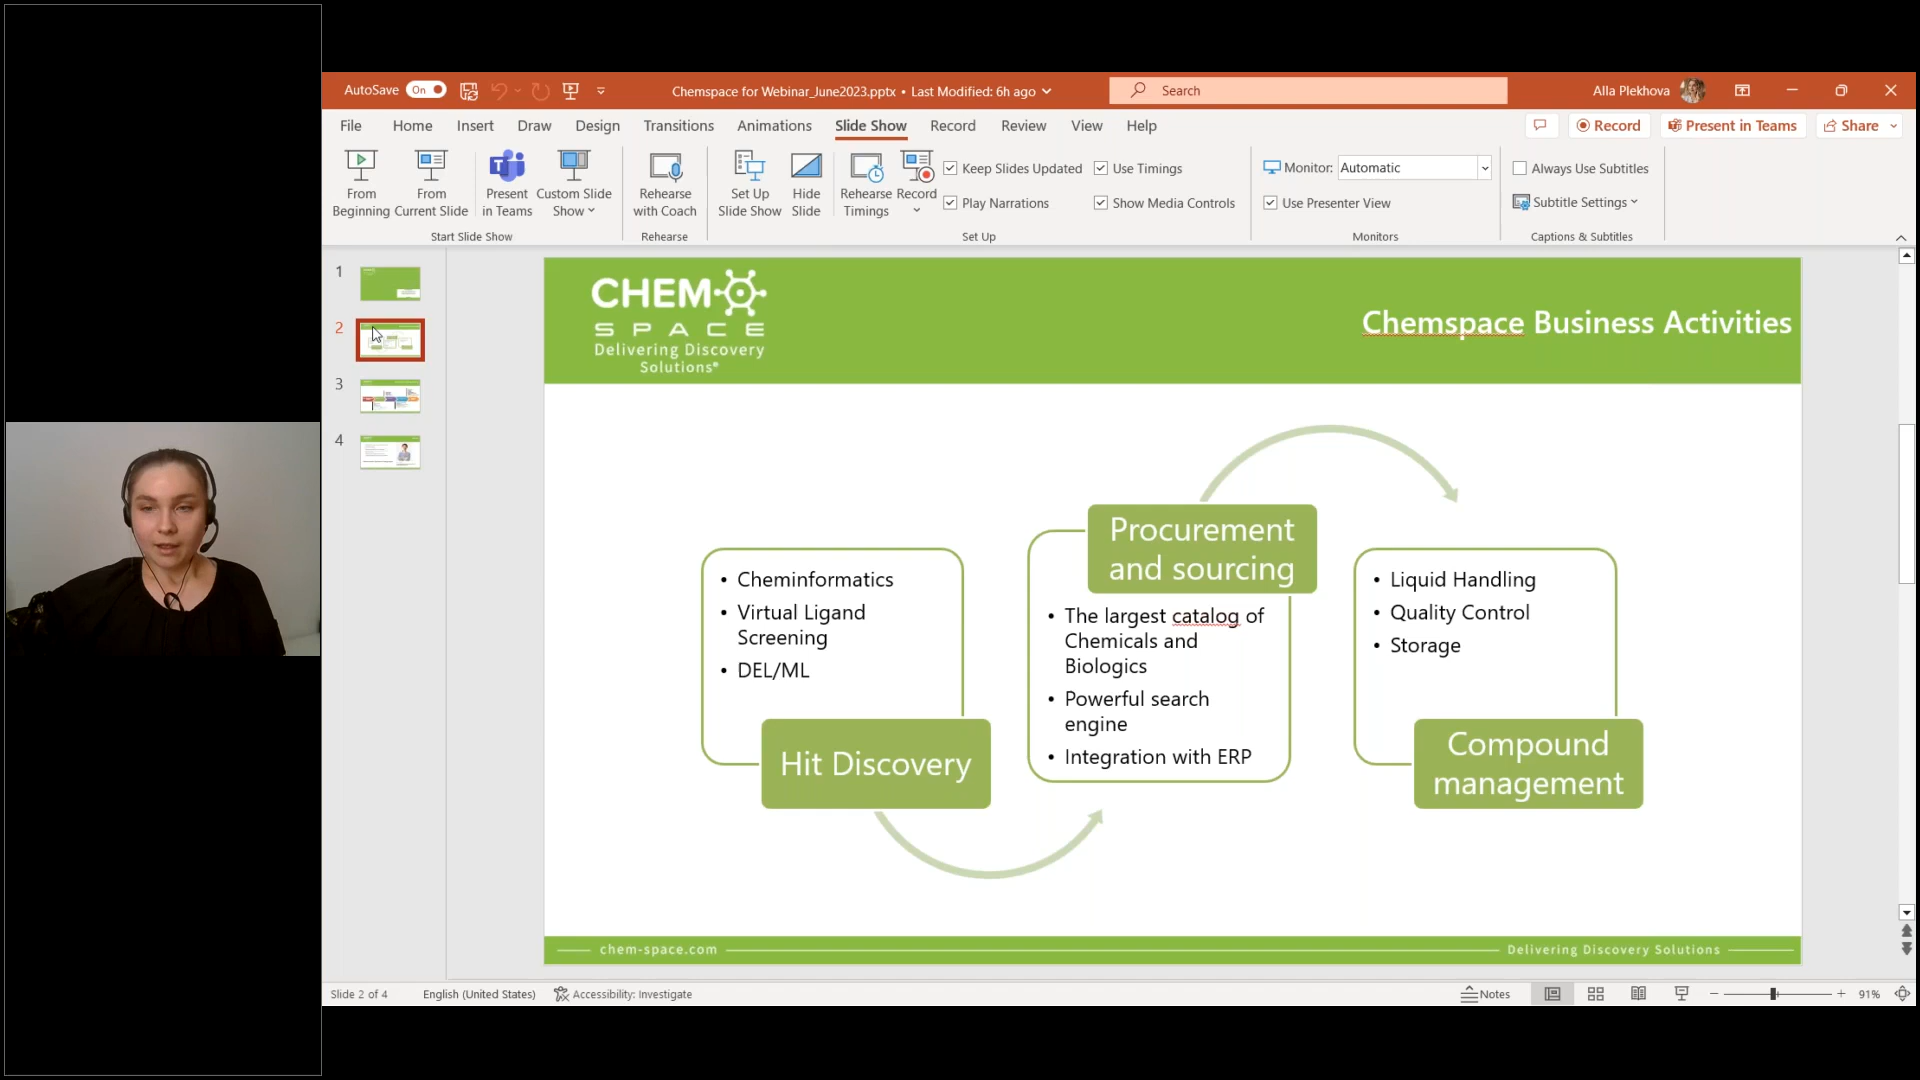 AutoSave On
Chemspace for Webinar_June2023.pptx • Last Modified: 6h ago
Search
Alla Plekhova
File Home Insert Draw Design Transitions Animations Slide Show Record Review View Help
Record Present in Teams Share
From Beginning
From Current Slide
Present in Teams
Custom Slide Show
Start Slide Show
Rehearse with Coach
Rehearse
Set Up Slide Show
Hide Slide
Rehearse Timings
Record
Keep Slides Updated
Play Narrations
Use Timings
Show Media Controls
Set Up
Monitor: Automatic
Use Presenter View
Monitors
Always Use Subtitles
Subtitle Settings
Captions & Subtitles
1
2
3
4
CHEM
SPACE
Delivering Discovery
Solutions®
Chemspace Business Activities
• Cheminformatics
• Virtual Ligand
Screening
• DEL/ML
Hit Discovery
Procurement
and sourcing
• The largest catalog of
Chemicals and
Biologics
• Powerful search
engine
• Integration with ERP
• Liquid Handling
• Quality Control
• Storage
Compound
management
chem-space.com
Delivering Discovery Solutions
Slide 2 of 4 English (United States) Accessibility: Investigate Notes 91%